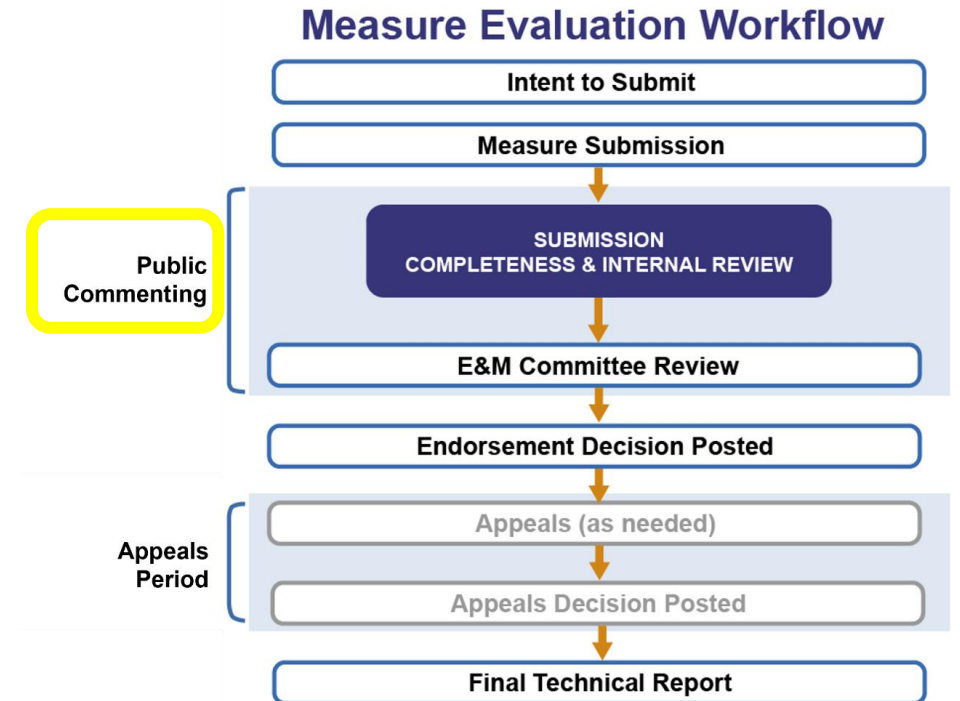 Measure Evaluation Workflow
Intent to Submit
Measure Submission
Public
Commenting
SUBMISSION
COMPLETENESS & INTERNAL REVIEW
E&M Committee Review
Endorsement Decision Posted
Appeals
Period
Appeals (as needed)
Appeals Decision Posted
Final Technical Report